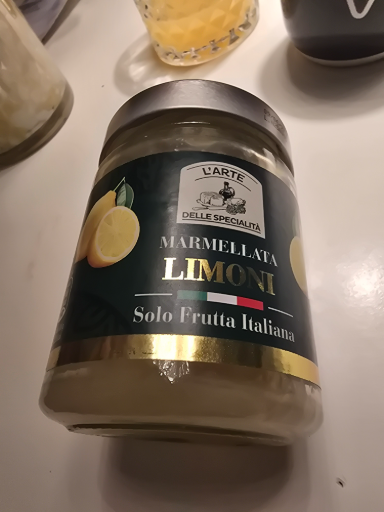 L'ARTE
DELLE SPECIALITÀ
MARMELLATA
LIMONI
Solo Frutta Italiana